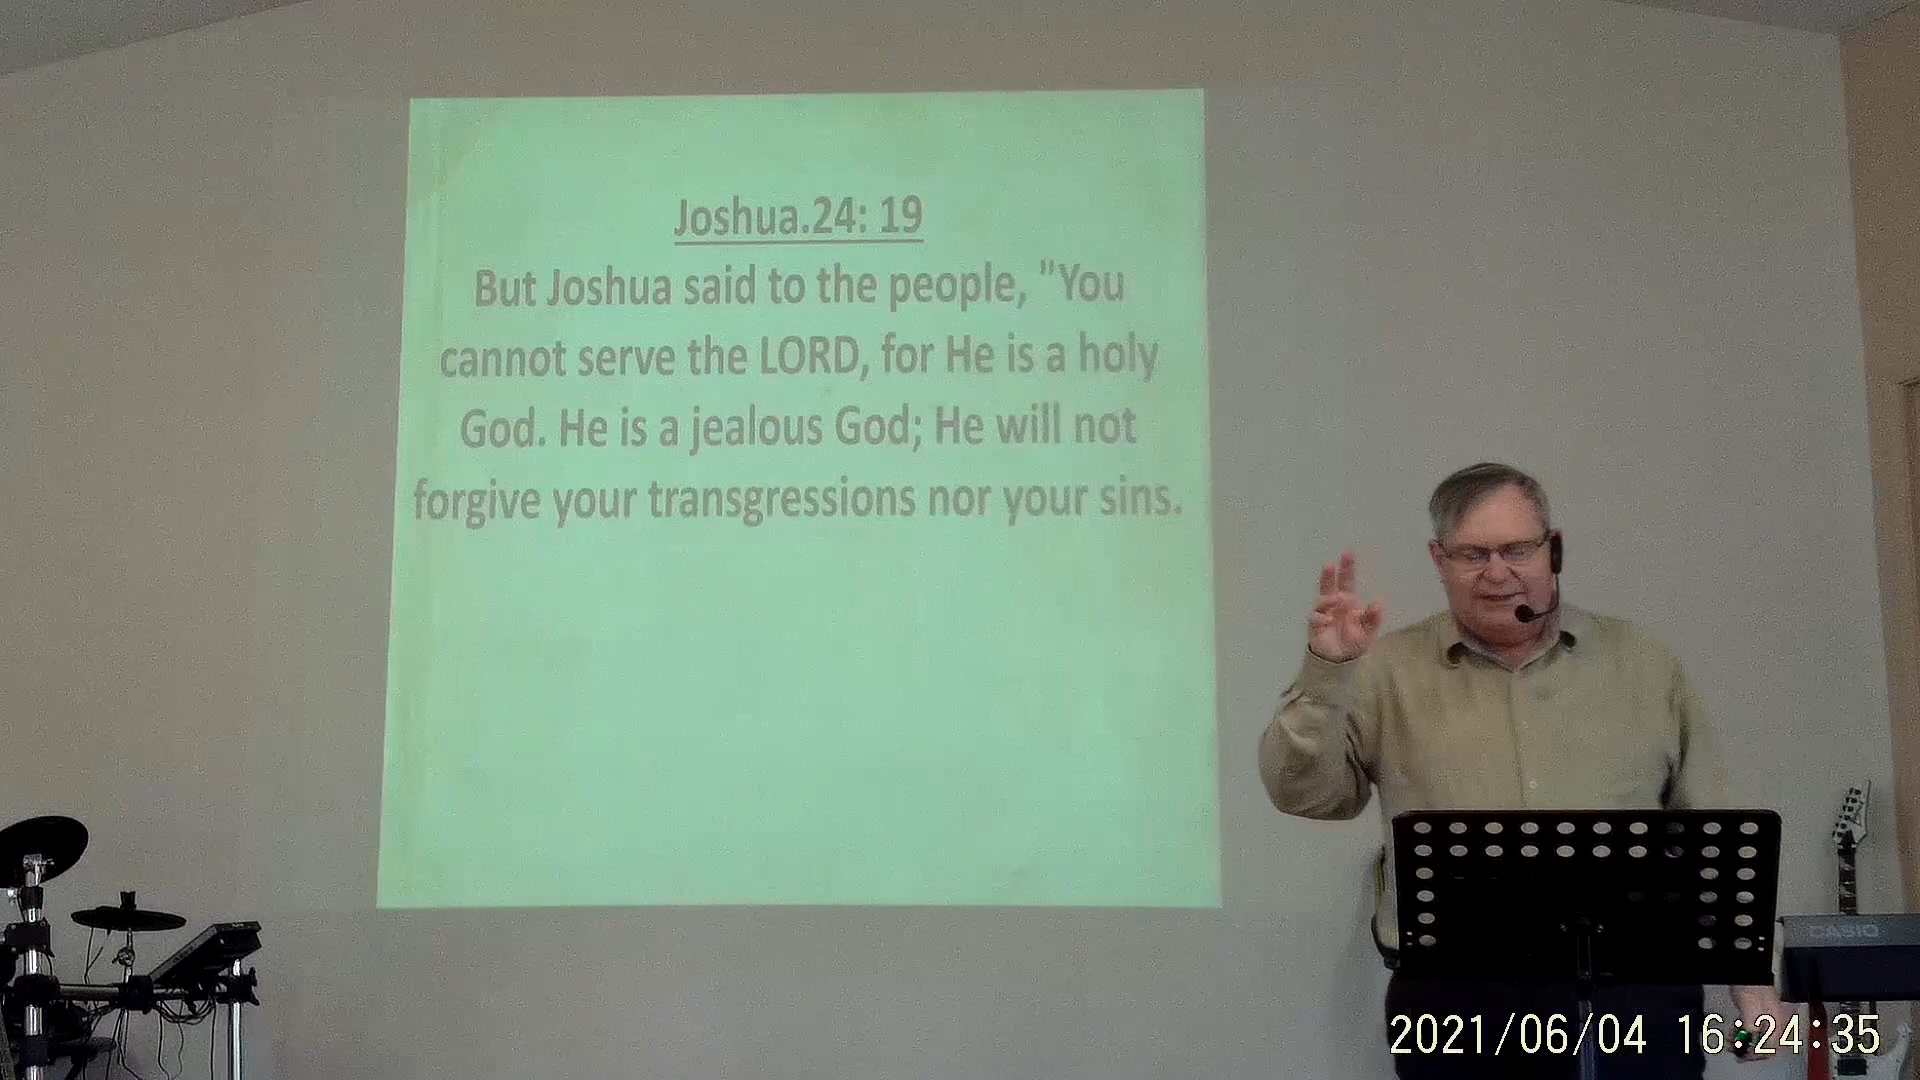 Joshua.24: 19
But Joshua said to the people, "You
cannot serve the LORD, for He is a holy
God. He is a jealous God; He will not
forgive your transgressions nor your sins.
CASIO
2021/06/04 16:24:35